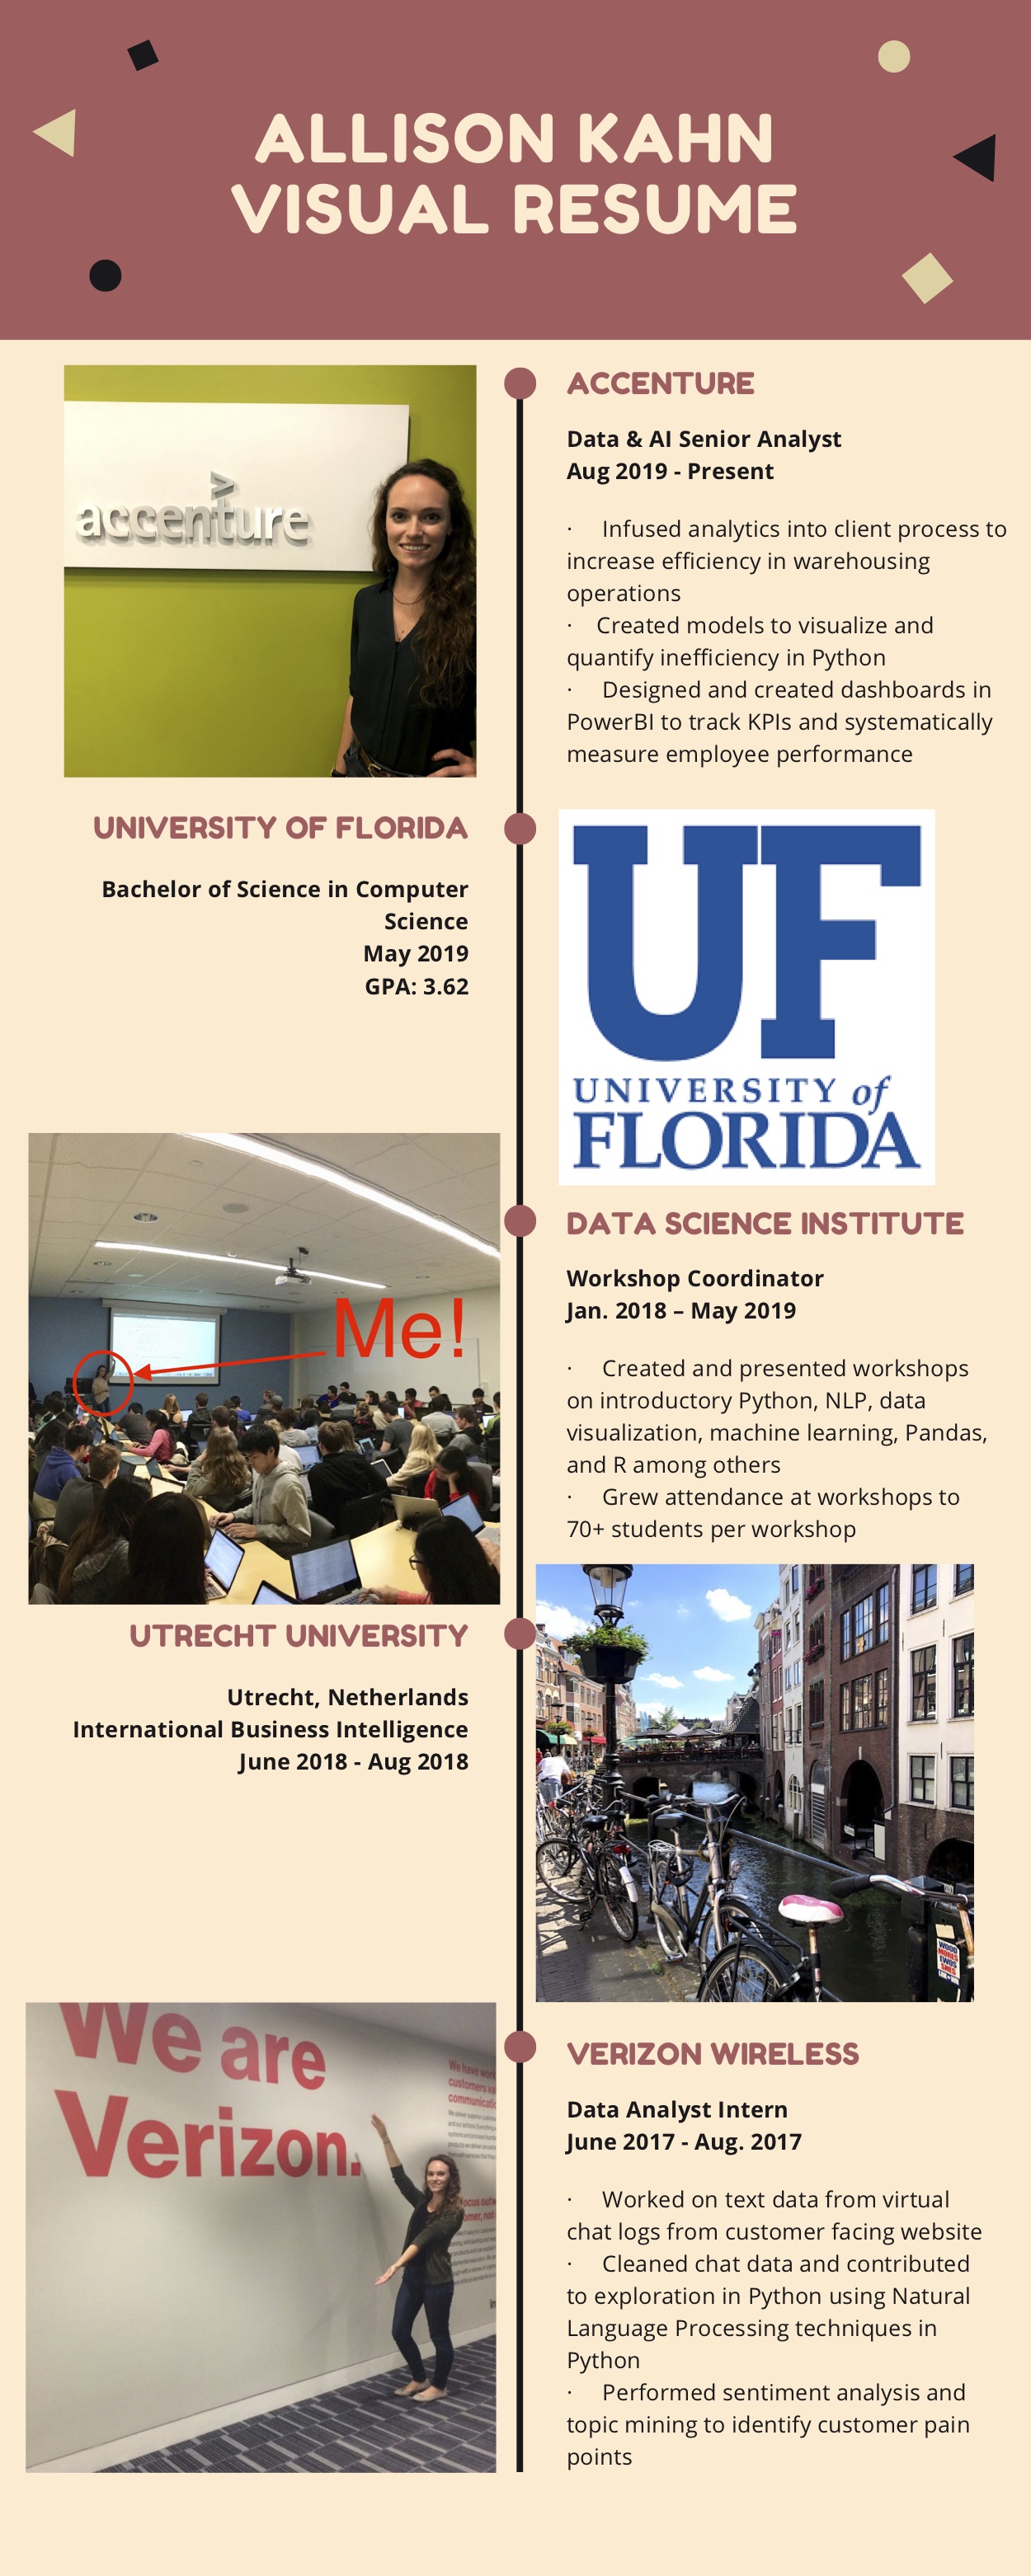 ALLISON KAHN
VISUAL RESUME
accenture
>
ACCENTURE
Data & AI Senior Analyst
Aug 2019 - Present
·    Infused analytics into client process to
increase efficiency in warehousing
operations
·    Created models to visualize and
quantify inefficiency in Python
·    Designed and created dashboards in
PowerBI to track KPIs and systematically
measure employee performance
UNIVERSITY OF FLORIDA
Bachelor of Science in Computer
Science
May 2019
GPA: 3.62
UF
UNIVERSITY of
FLORIDA
Me!
DATA SCIENCE INSTITUTE
Workshop Coordinator
Jan. 2018 – May 2019
·    Created and presented workshops
on introductory Python, NLP, data
visualization, machine learning, Pandas,
and R among others
·    Grew attendance at workshops to
70+ students per workshop
UTRECHT UNIVERSITY
Utrecht, Netherlands
International Business Intelligence
June 2018 - Aug 2018
We are
Verizon.
We have work
customers
VERIZON WIRELESS
Data Analyst Intern
June 2017 - Aug. 2017
·    Worked on text data from virtual
chat logs from customer facing website
·    Cleaned chat data and contributed
to exploration in Python using Natural
Language Processing techniques in
Python
·    Performed sentiment analysis and
topic mining to identify customer pain
points